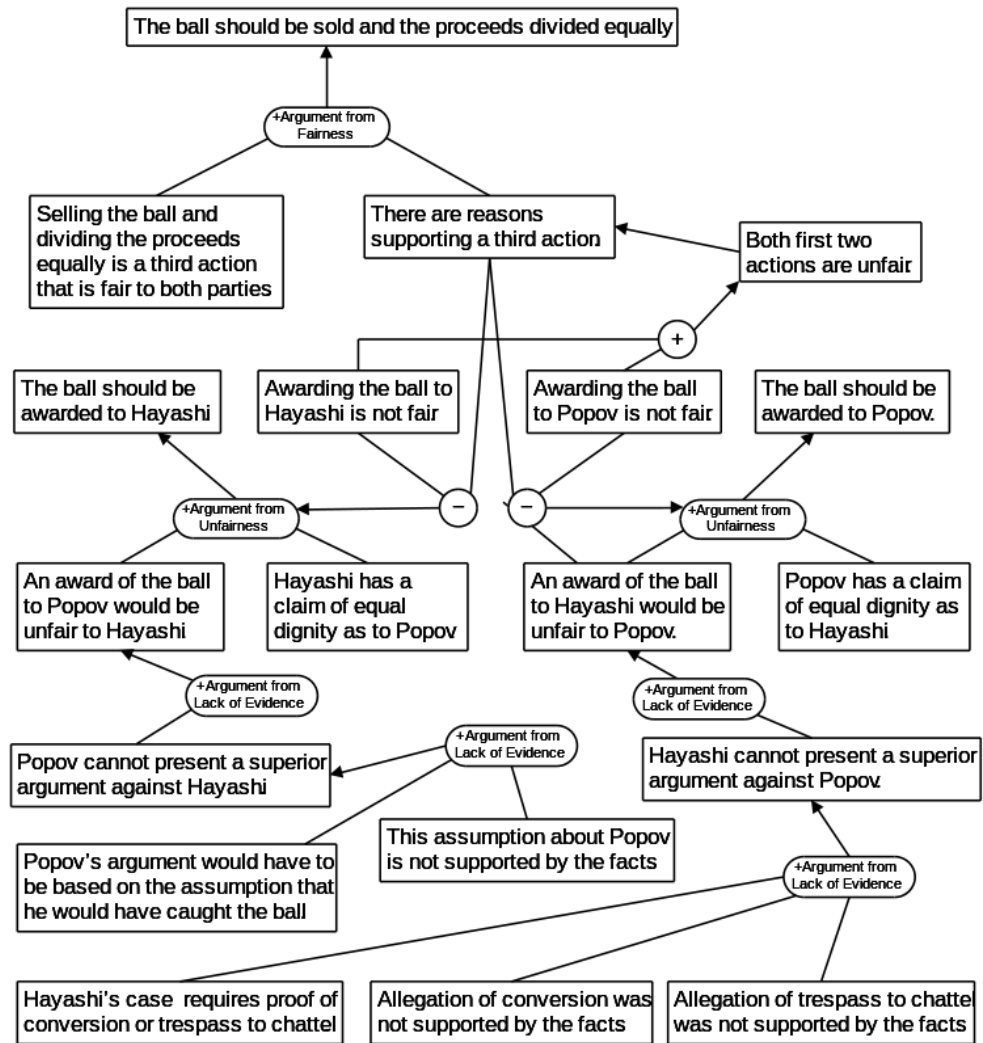 The ball should be sold and the proceeds divided equally
+Argument from
Fairness
Selling the ball and
dividing the proceeds
equally is a third action
that is fair to both parties
There are reasons
supporting a third action.
Both first two
actions are unfair.
+
The ball should be
awarded to Hayashi
Awarding the ball to
Hayashi is not fair.
Awarding the ball
to Popov is not fair.
The ball should be
awarded to Popov.
+Argument from
Unfairness
−
−
+Argument from
Unfairness
An award of the ball
to Popov would be
unfair to Hayashi.
Hayashi has a
claim of equal
dignity as to Popov
An award of the ball
to Hayashi would be
unfair to Popov.
Popov has a claim
of equal dignity as
to Hayashi
+Argument from
Lack of Evidence
+Argument from
Lack of Evidence
Popov cannot present a superior
argument against Hayashi.
+Argument from
Lack of Evidence
Hayashi cannot present a superior
argument against Popov.
Popov's argument would have to
be based on the assumption that
he would have caught the ball.
This assumption about Popov
is not supported by the facts
+Argument from
Lack of Evidence
Hayashi's case requires proof of
conversion or trespass to chattel
Allegation of conversion was
not supported by the facts
Allegation of trespass to chattel
was not supported by the facts